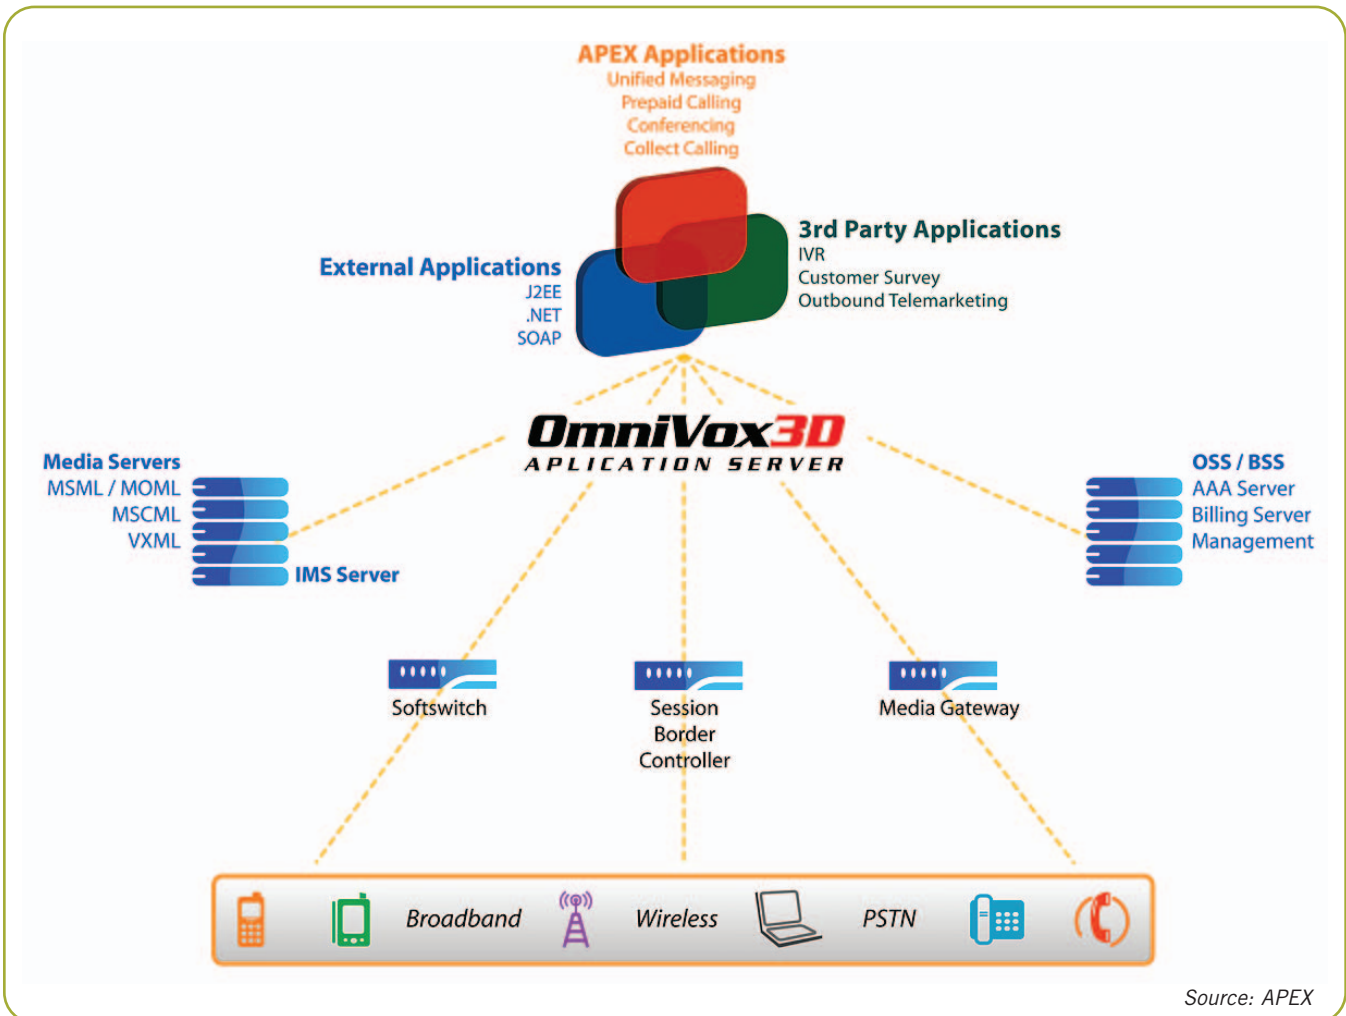 APEX Applications
Unified Messaging
Prepaid Calling
Conferencing
Collect Calling
3rd Party Applications
IVR
Customer Survey
Outbound Telemarketing
External Applications
J2EE
.NET
SOAP
OmniVox3D
APLICATION SERVER
Media Servers
MSML / MOML
MSCML
VXML
IMS Server
OSS / BSS
AAA Server
Billing Server
Management
Softswitch
Session
Border
Controller
Media Gateway
Broadband
Wireless
PSTN
Source: APEX